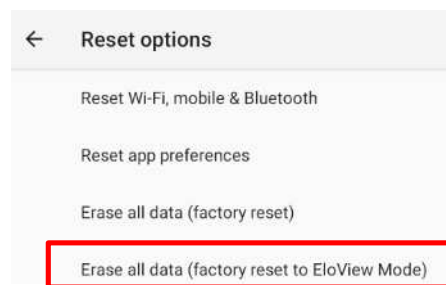 Reset options
Reset Wi-Fi, mobile & Bluetooth
Reset app preferences
Erase all data (factory reset)
Erase all data (factory reset to EloView Mode)